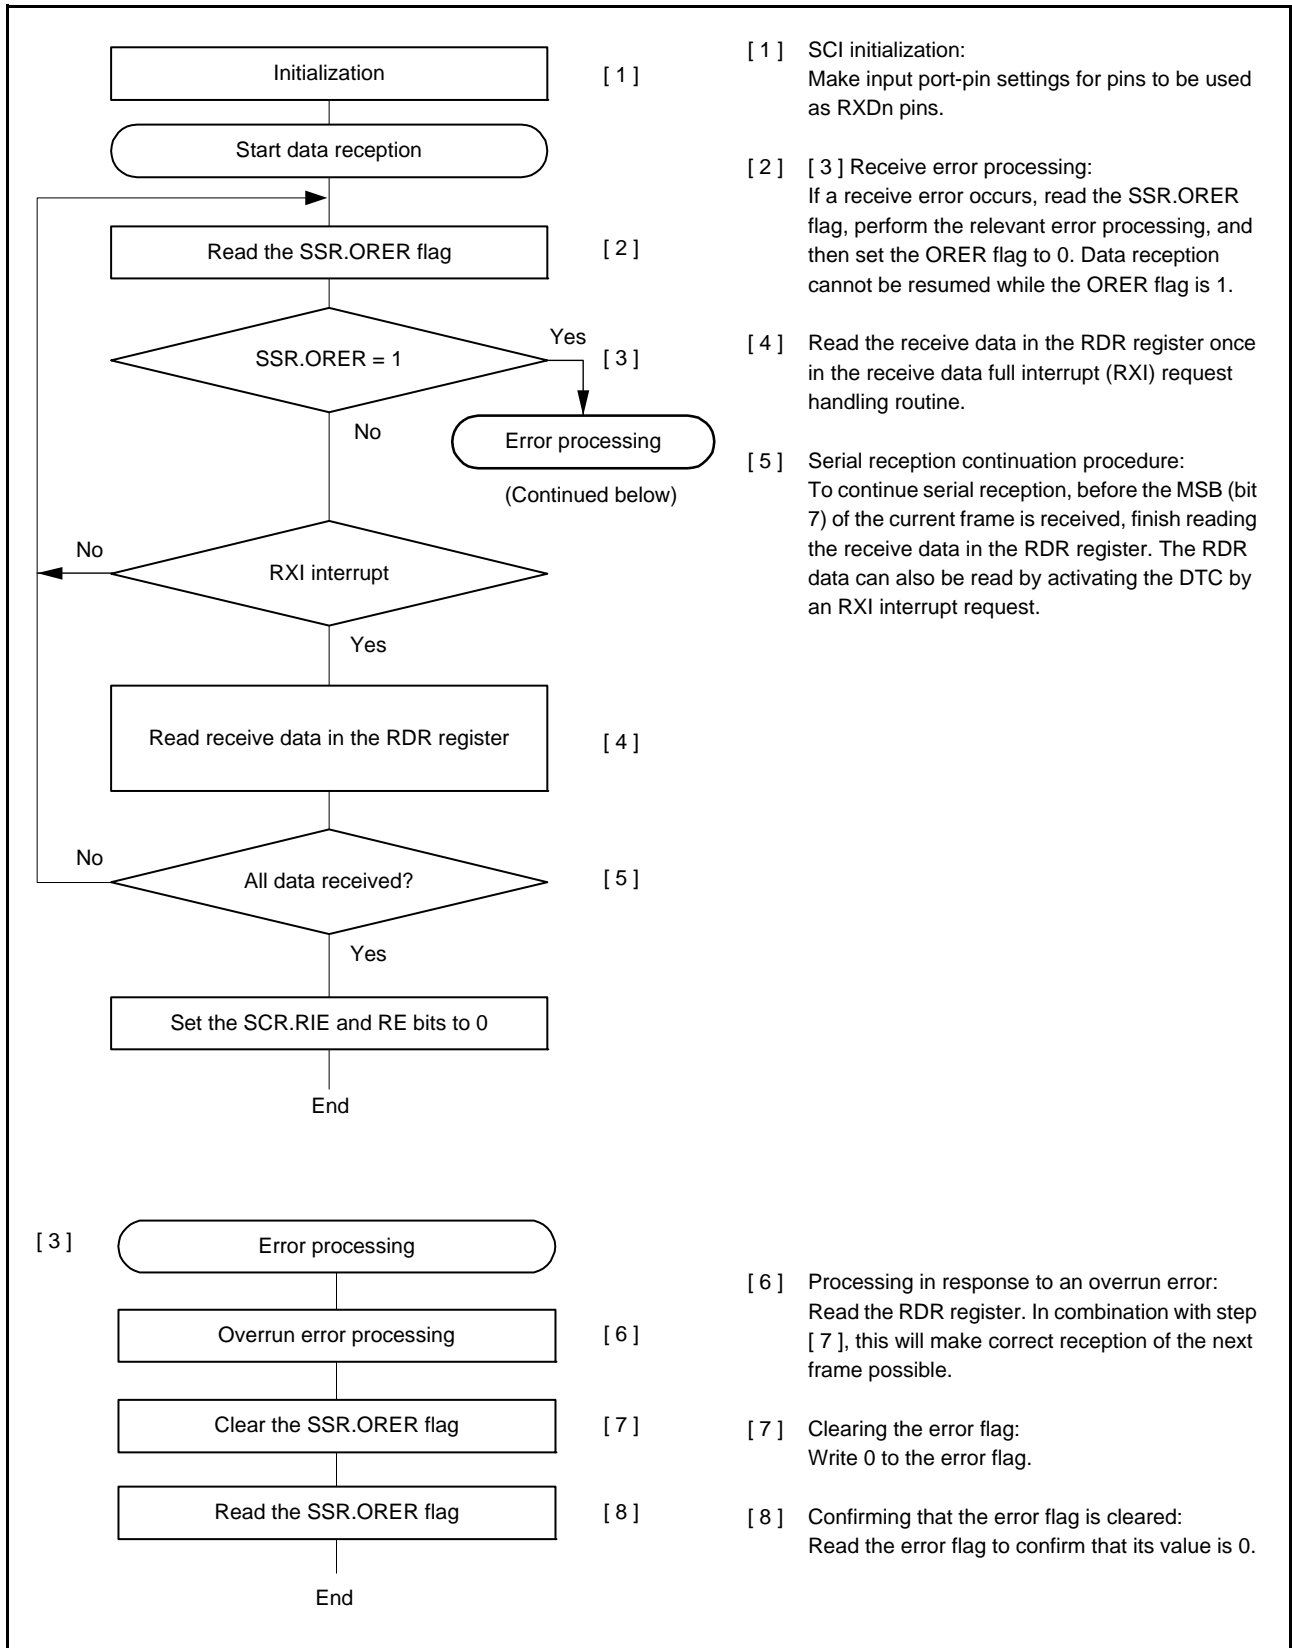 Initialization [ 1 ]
Start data reception
Read the SSR.ORER flag [ 2 ]
SSR.ORER = 1 Yes [ 3 ]
No
Error processing
(Continued below)
No
RXI interrupt
Yes
Read receive data in the RDR register [ 4 ]
No
All data received? [ 5 ]
Yes
Set the SCR.RIE and RE bits to 0
End
[ 1 ] SCI initialization:
Make input port-pin settings for pins to be used
as RXDn pins.
[ 2 ] [ 3 ] Receive error processing:
If a receive error occurs, read the SSR.ORER
flag, perform the relevant error processing, and
then set the ORER flag to 0. Data reception
cannot be resumed while the ORER flag is 1.
[ 4 ] Read the receive data in the RDR register once
in the receive data full interrupt (RXI) request
handling routine.
[ 5 ] Serial reception continuation procedure:
To continue serial reception, before the MSB (bit
7) of the current frame is received, finish reading
the receive data in the RDR register. The RDR
data can also be read by activating the DTC by
an RXI interrupt request.
[ 3 ] Error processing
Overrun error processing [ 6 ]
Clear the SSR.ORER flag [ 7 ]
Read the SSR.ORER flag [ 8 ]
End
[ 6 ] Processing in response to an overrun error:
Read the RDR register. In combination with step
[ 7 ], this will make correct reception of the next
frame possible.
[ 7 ] Clearing the error flag:
Write 0 to the error flag.
[ 8 ] Confirming that the error flag is cleared:
Read the error flag to confirm that its value is 0.